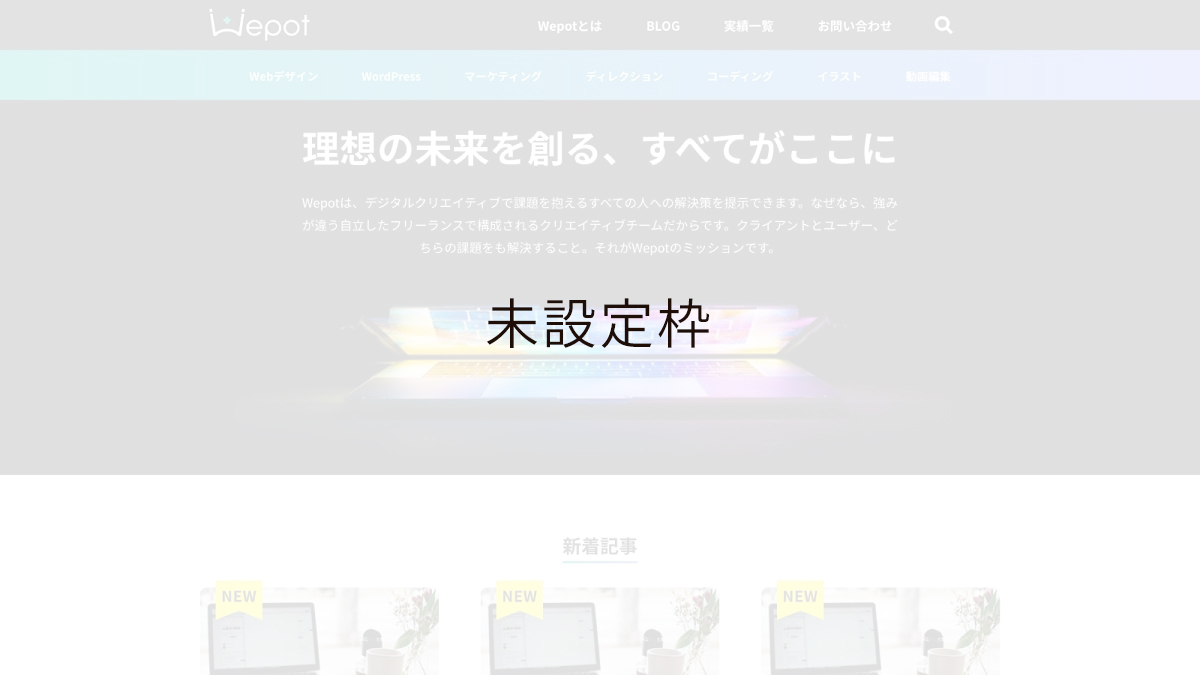 Wepot
Wepotとは BLOG 実績一覧 お問い合わせ
Webデザイン WordPress マーケティング ディレクション コーディング イラスト 動画編集
理想の未来を創る、すべてがここに
Wepotは、デジタルクリエイティブで課題を抱えるすべての人への解決策を提示できます。なぜなら、強み
が違う自立したフリーランスで構成されるクリエイティブチームだからです。クライアントとユーザー、ど
ちらの課題をも解決すること。それがWepotのミッションです。
未設定枠
新着記事
NEW NEW NEW